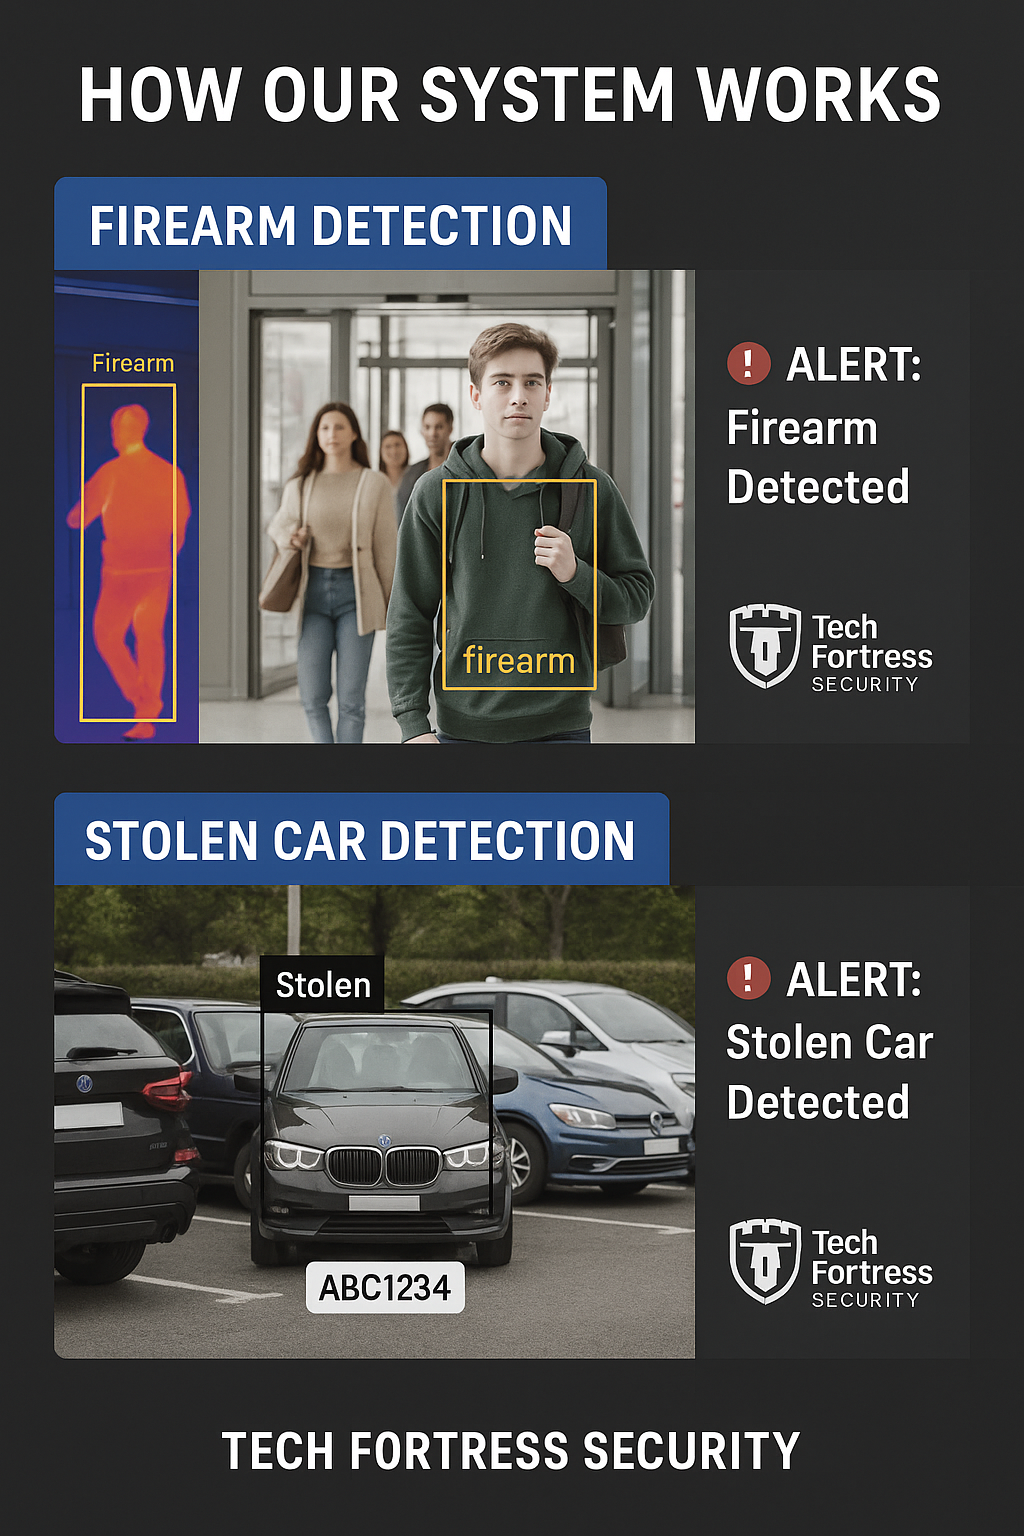 HOW OUR SYSTEM WORKS
FIREARM DETECTION
Firearm
firearm
! ALERT:
Firearm
Detected
Tech
Fortress
SECURITY
STOLEN CAR DETECTION
Stolen
ABC1234
! ALERT:
Stolen Car
Detected
Tech
Fortress
SECURITY
TECH FORTRESS SECURITY